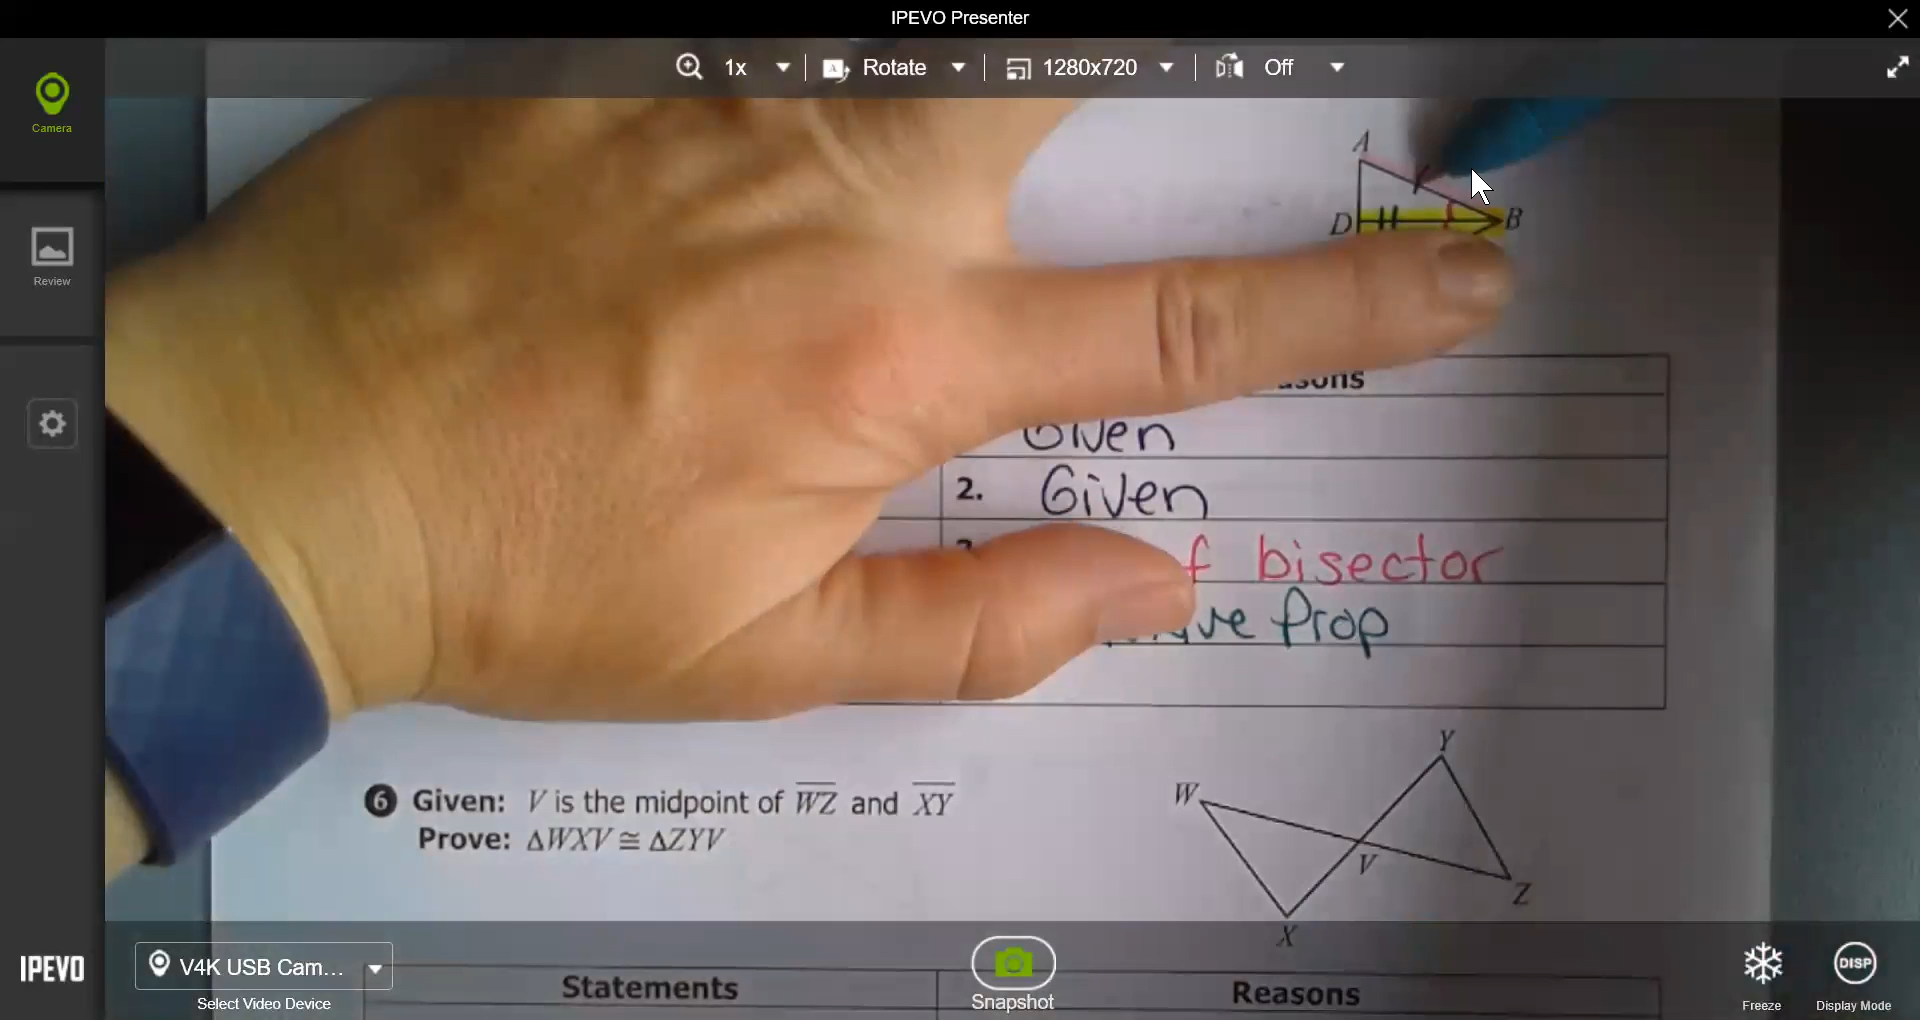 IPEVO Presenter
1x Rotate 1280x720 Off
Camera
A
D B
Review
Given
2. Given
bisector
Prop
Y
W
6 Given: V is the midpoint of WZ and XY
Prove: ΔWXV ≅ ΔZYV
V
Z
X
IPEVO
V4K USB Cam...
Select Video Device
Snapshot
DISP
Freeze
Display Mode
Statements Reasons